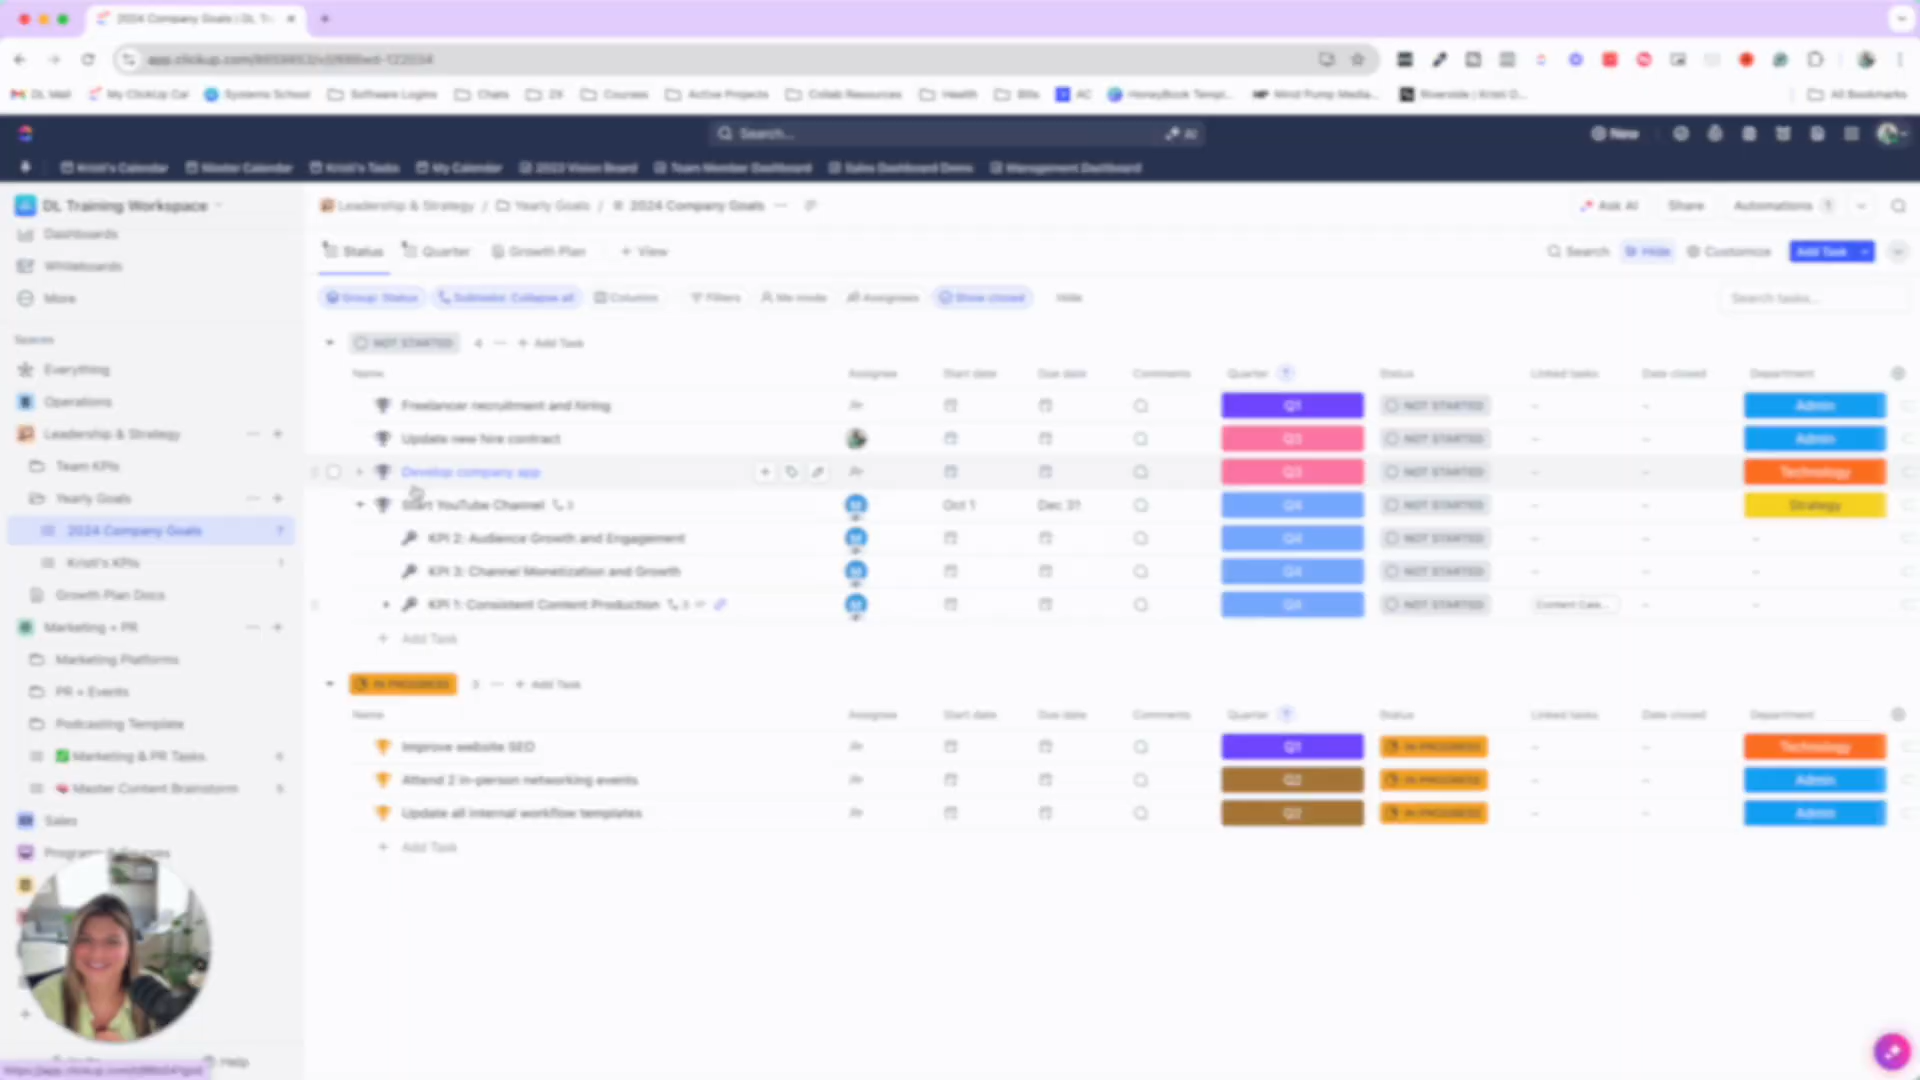 2024 Company Goals | DL Tr
DL Mail
My ClickUp Car
Systems School
Software Logins
Chats
2X
Courses
Active Projects
Collab Resources
Health
Bills
AC
HoneyBook Templ...
Mind Pump Media...
Riverside | Kristi D...
All Bookmarks
Search...
AI
New
Kristi's Calendar
Master Calendar
Kristi's Tasks
My Calendar
2023 Vision Board
Team Member Dashboard
Sales Dashboard Demo
Management Dashboard
DL Training Workspace
Leadership & Strategy / Yearly Goals / 2024 Company Goals
Ask AI
Share
Automations 1
Dashboards
Whiteboards
More
Status
Quarter
Growth Plan
+ View
Search
Hide
Customize
Add Task
Group: Status
Subtasks: Collapse all
Columns
Filters
Me mode
Assignees
Show closed
Hide
Search tasks...
Spaces
Everything
Operations
Leadership & Strategy
Team KPIs
Yearly Goals
2024 Company Goals 7
Kristi's KPIs 1
Growth Plan Docs
Marketing + PR
Marketing Platforms
PR + Events
Podcasting Template
Marketing & PR Tasks 6
Master Content Brainstorm 5
Sales
Help
NOT STARTED 4 + Add Task
Name Assignee Start date Due date Comments Quarter Status Linked tasks Date closed Department
Freelancer recruitment and hiring Q1 NOT STARTED – – Admin
Update new hire contract Q3 NOT STARTED – – Admin
Develop company app Q3 NOT STARTED – – Technology
Start YouTube Channel 3 Oct 1 Dec 31 Q4 NOT STARTED – – Strategy
KPI 2: Audience Growth and Engagement Q4 NOT STARTED – – –
KPI 3: Channel Monetization and Growth Q4 NOT STARTED – – –
KPI 1: Consistent Content Production 3 Q4 NOT STARTED – –
+ Add Task
IN PROGRESS 3 + Add Task
Name Assignee Start date Due date Comments Quarter Status Linked tasks Date closed Department
Improve website SEO Q1 IN PROGRESS – – Technology
Attend 2 in-person networking events Q2 IN PROGRESS – – Admin
Update all internal workflow templates Q2 IN PROGRESS – – Admin
+ Add Task